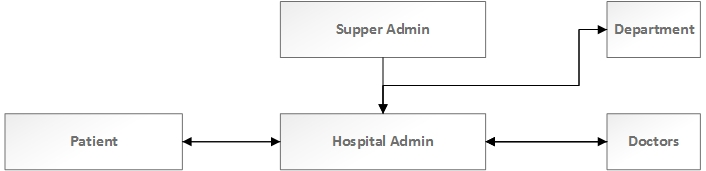 Supper Admin
Department
Patient
Hospital Admin
Doctors